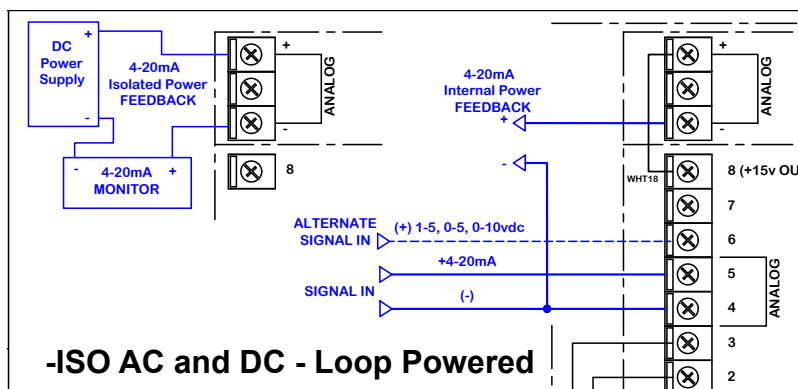 DC
Power
Supply
+
-
4-20mA
Isolated Power
FEEDBACK
- 4-20mA +
MONITOR
+
-
ANALOG
8
4-20mA
Internal Power
FEEDBACK
+
-
ALTERNATE
SIGNAL IN
(+) 1-5, 0-5, 0-10vdc
+4-20mA
SIGNAL IN
(-)
WHT18
+
-
ANALOG
8 (+15v OU
7
6
5
4
3
2
ANALOG
-ISO AC and DC - Loop Powered